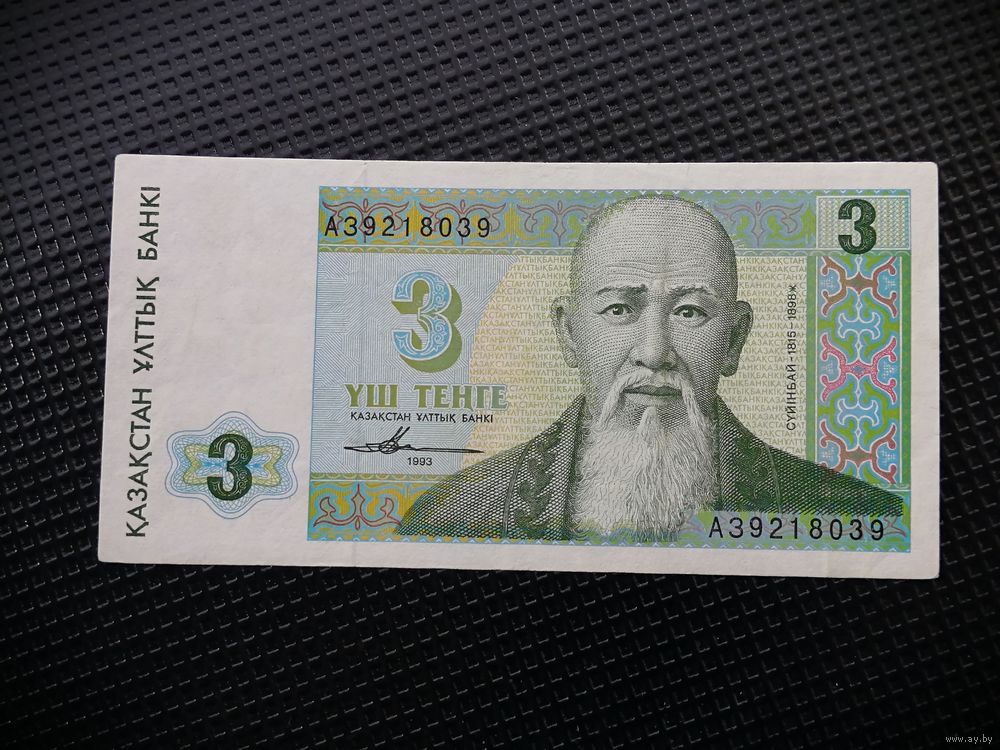 ҚАЗАҚСТАН ҰЛТТЫҚ БАНКІ
А39218039
3
3
ҮШ ТЕҢГЕ
ҚАЗАҚСТАН ҰЛТТЫҚ БАНКІ
1993
3
СҮЙІНБАЙ-1815-1898ж
А39218039
www.ay.by